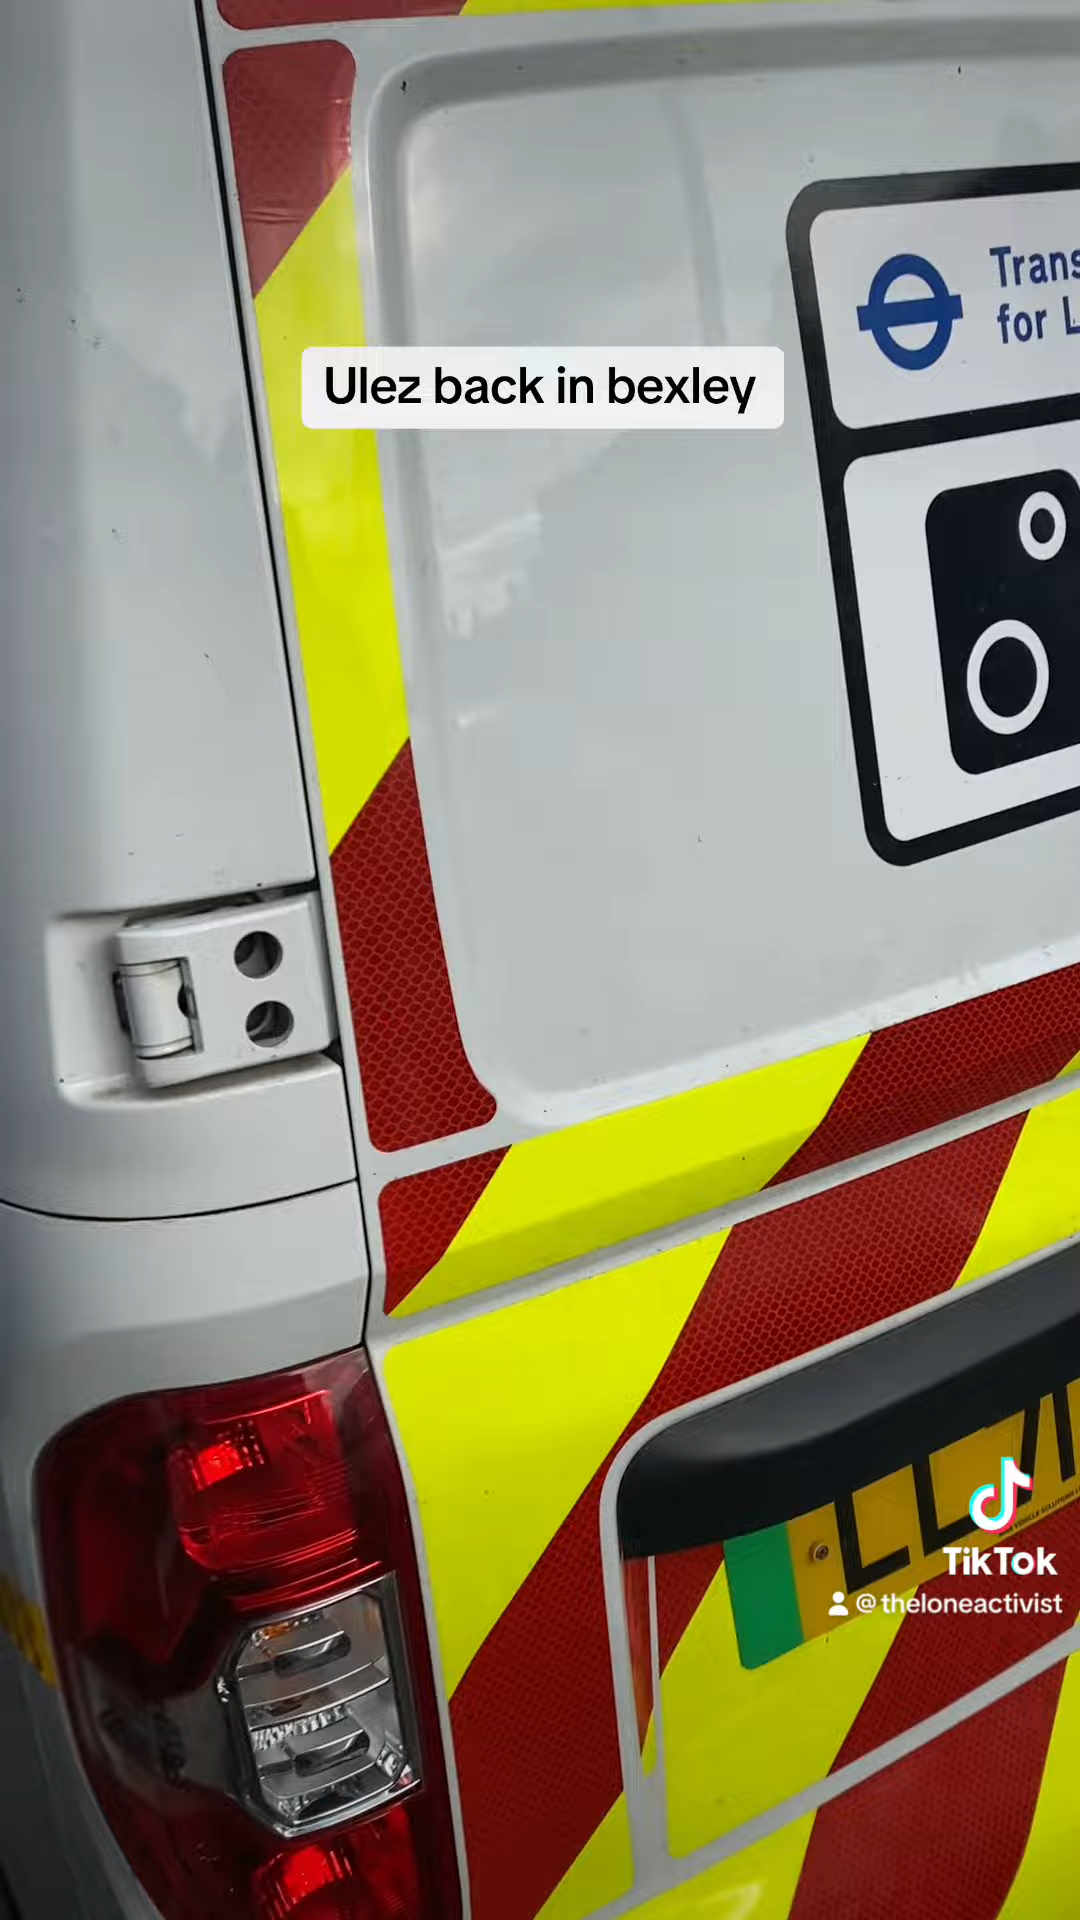 Trans
for L
Ulez back in bexley
TikTok
@theloneactivist